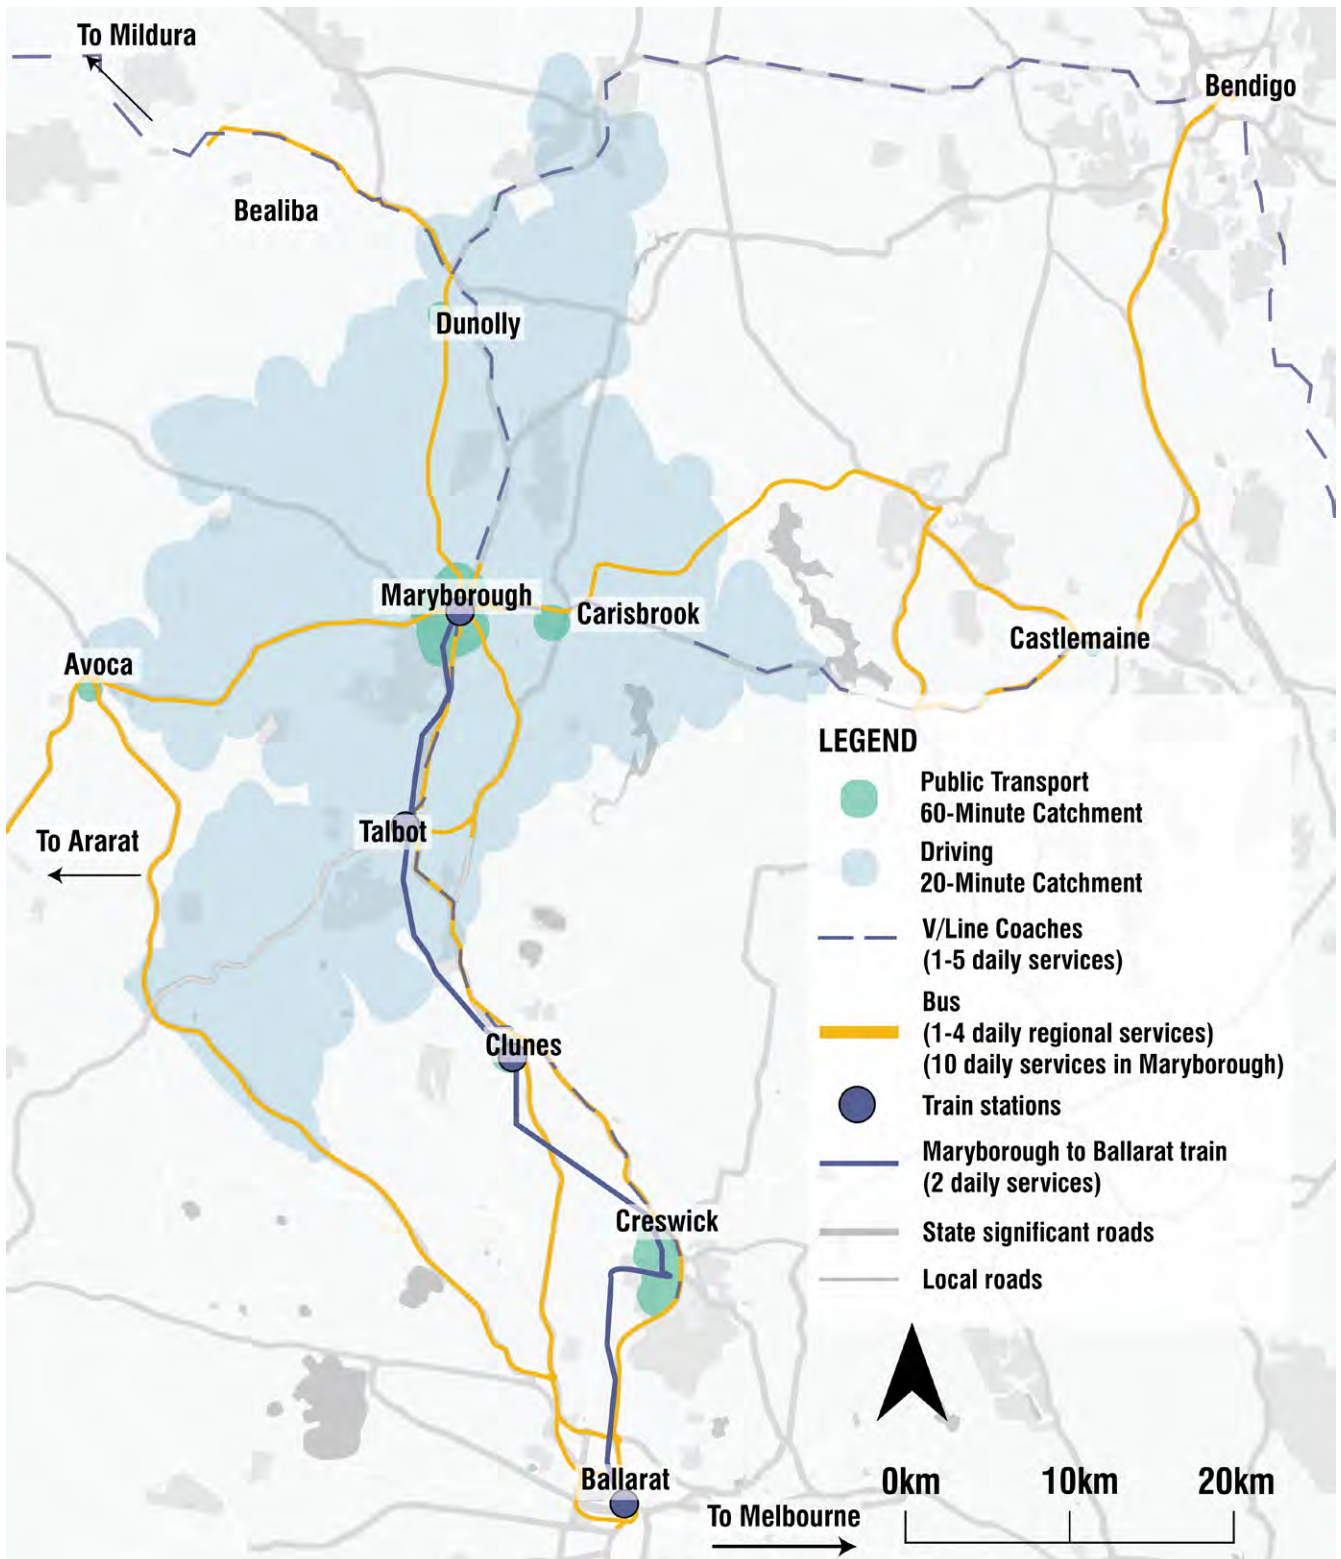 To Mildura
Bendigo
Bealiba
Dunolly
Maryborough
Carisbrook
Castlemaine
Avoca
Talbot
To Ararat
Clunes
Creswick
Ballarat
To Melbourne
LEGEND
Public Transport
60-Minute Catchment
Driving
20-Minute Catchment
V/Line Coaches
(1-5 daily services)
Bus
(1-4 daily regional services)
(10 daily services in Maryborough)
Train stations
Maryborough to Ballarat train
(2 daily services)
State significant roads
Local roads
0km 10km 20km